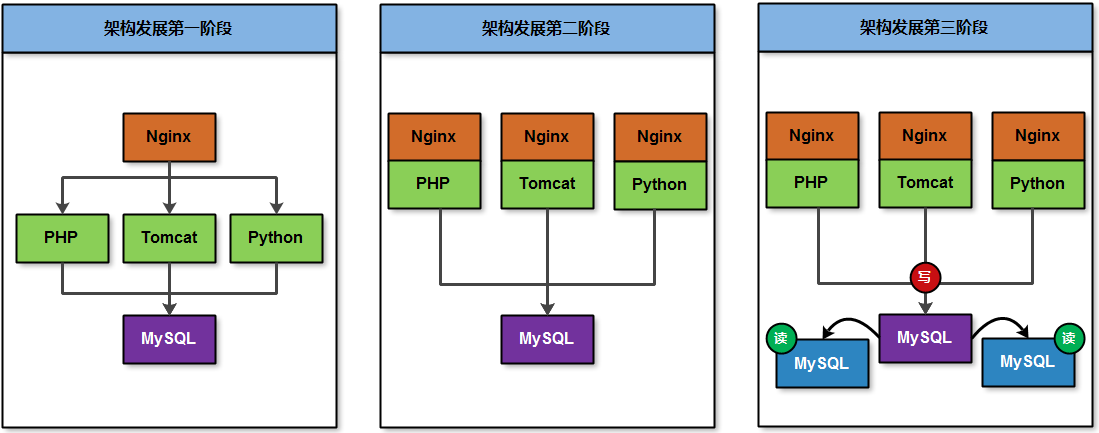 架构发展第一阶段
Nginx
PHP
Tomcat
Python
MySQL
架构发展第二阶段
Nginx
Nginx
Nginx
PHP
Tomcat
Python
MySQL
架构发展第三阶段
Nginx
Nginx
Nginx
PHP
Tomcat
Python
写
读
MySQL
MySQL
读
MySQL